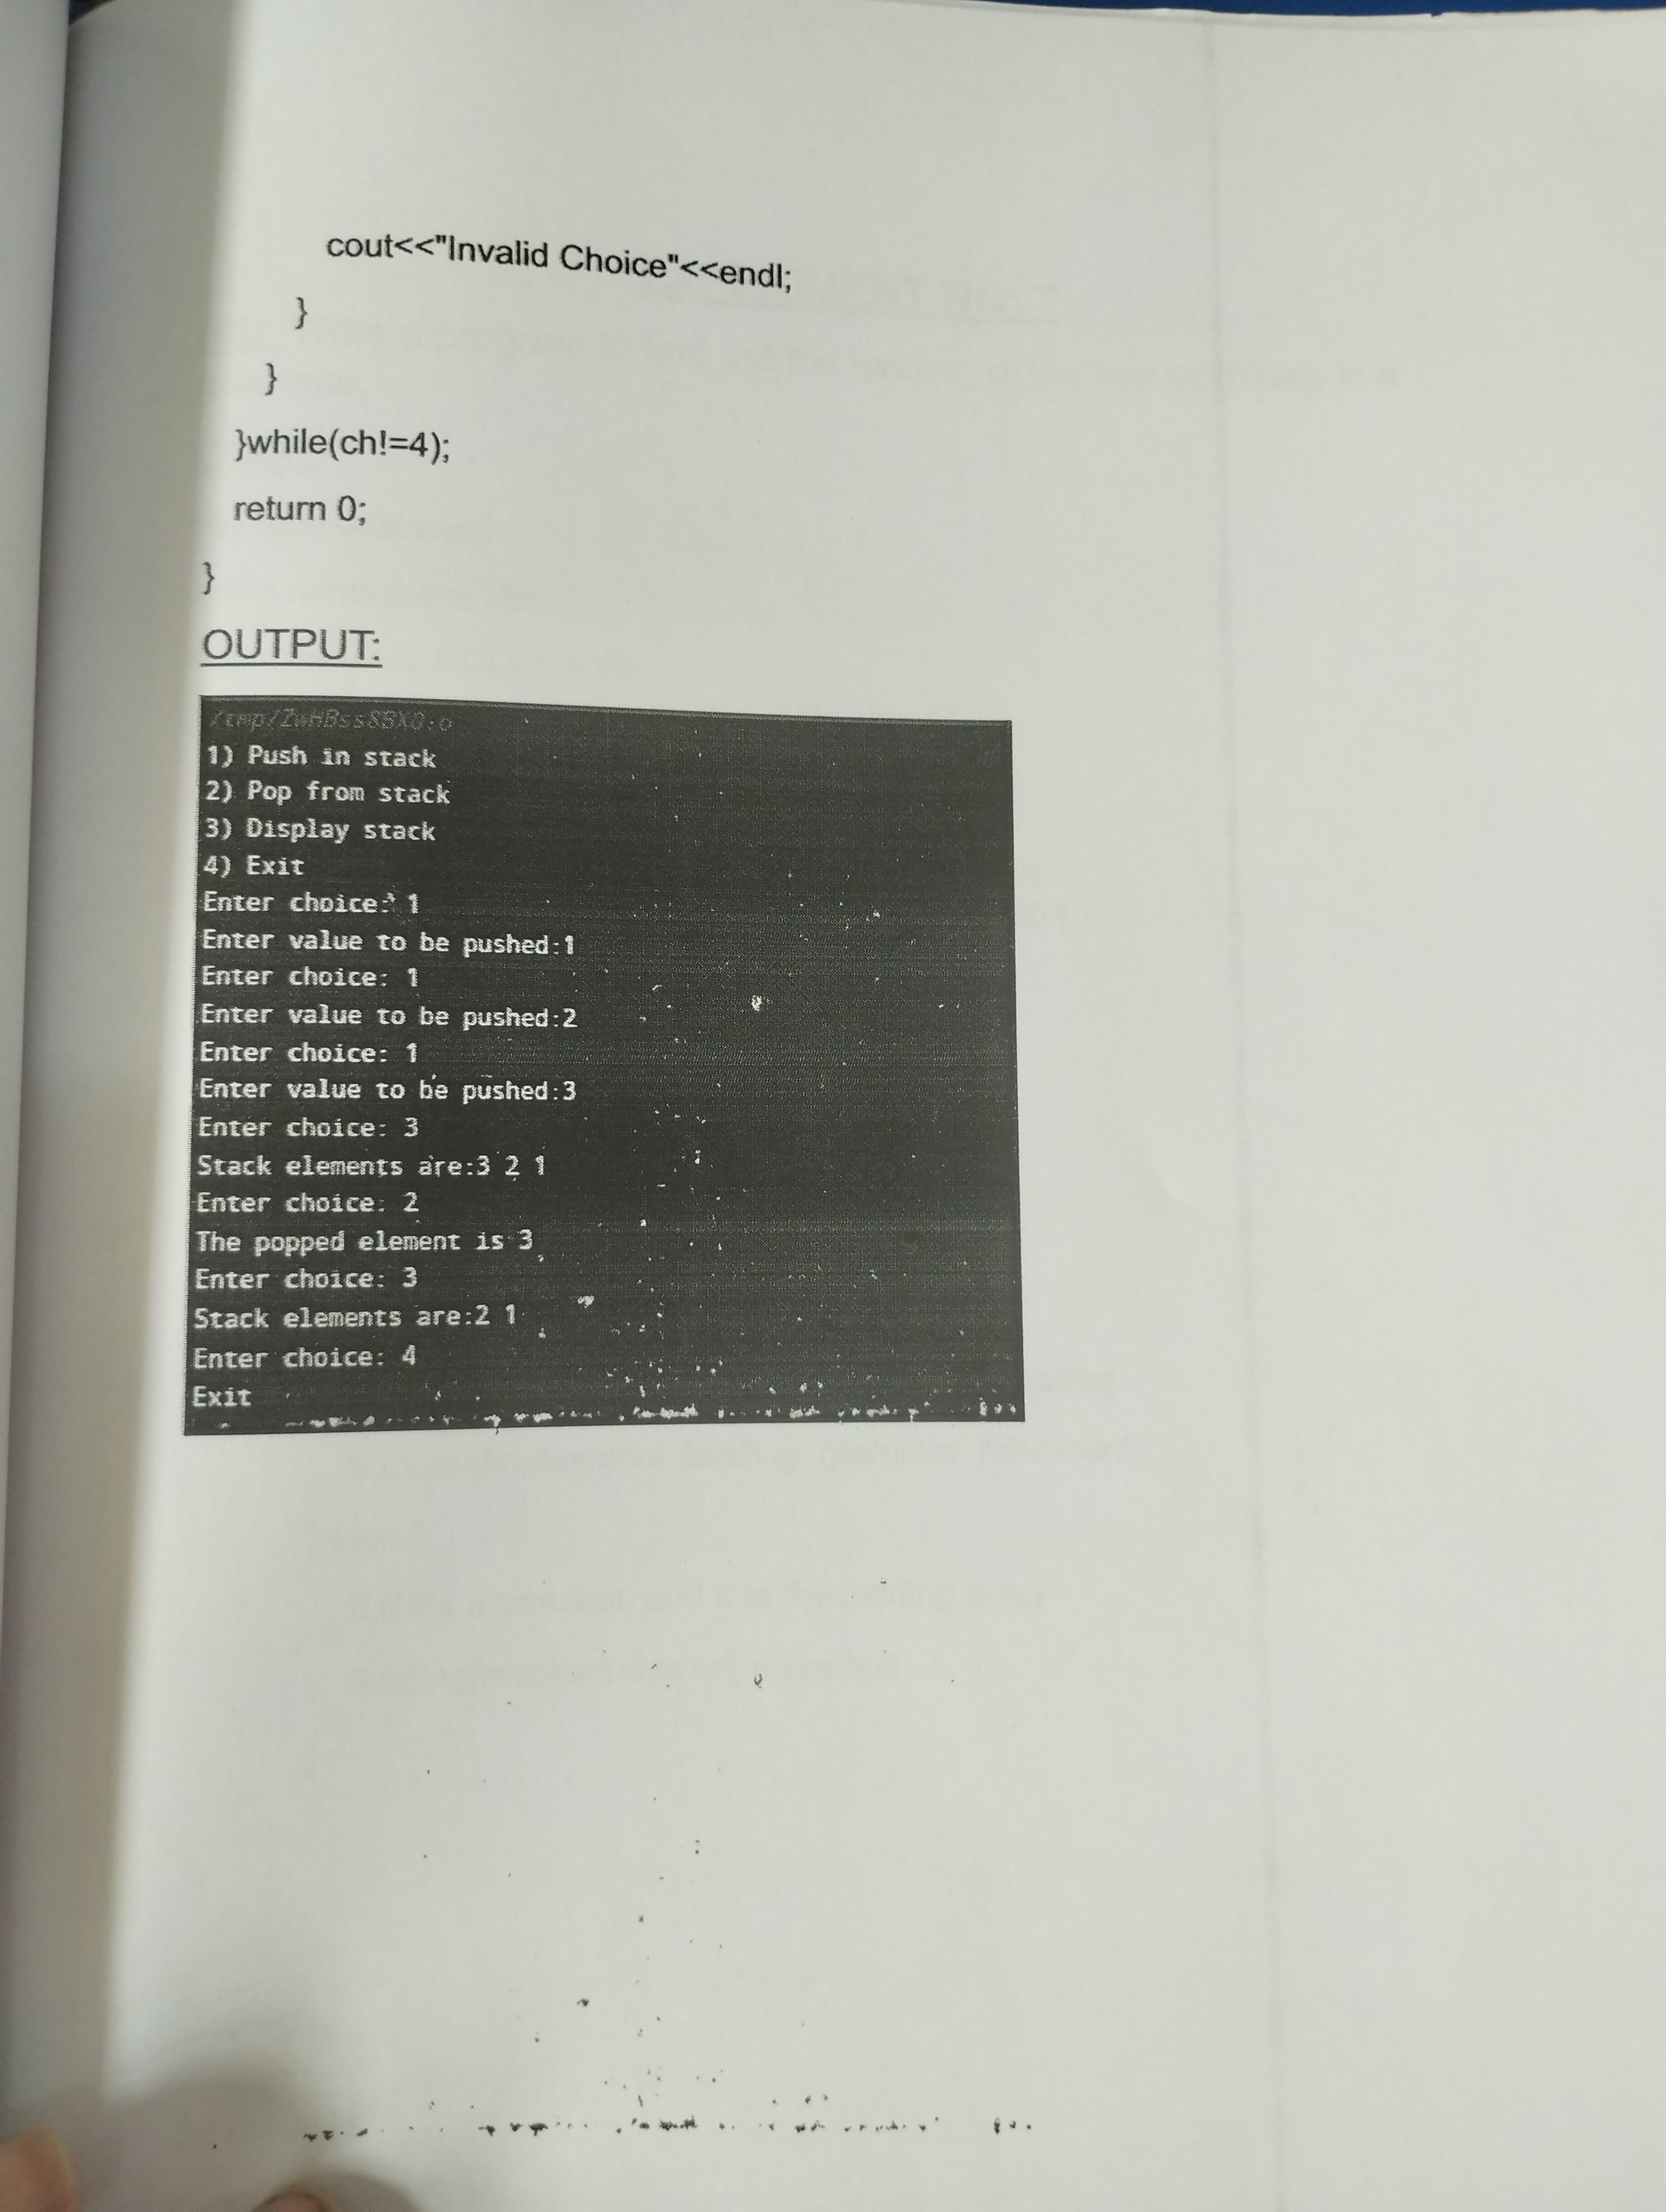 cout<<"Invalid Choice"<<endl;
}
}
}while(ch!=4);
return 0;
}
OUTPUT:
1) Push in stack
2) Pop from stack
3) Display stack
4) Exit
Enter choice: 1
Enter value to be pushed:1
Enter choice: 1
Enter value to be pushed:2
Enter choice: 1
Enter value to be pushed:3
Enter choice: 3
Stack elements are:3 2 1
Enter choice: 2
The popped element is 3
Enter choice: 3
Stack elements are:2 1
Enter choice: 4
Exit